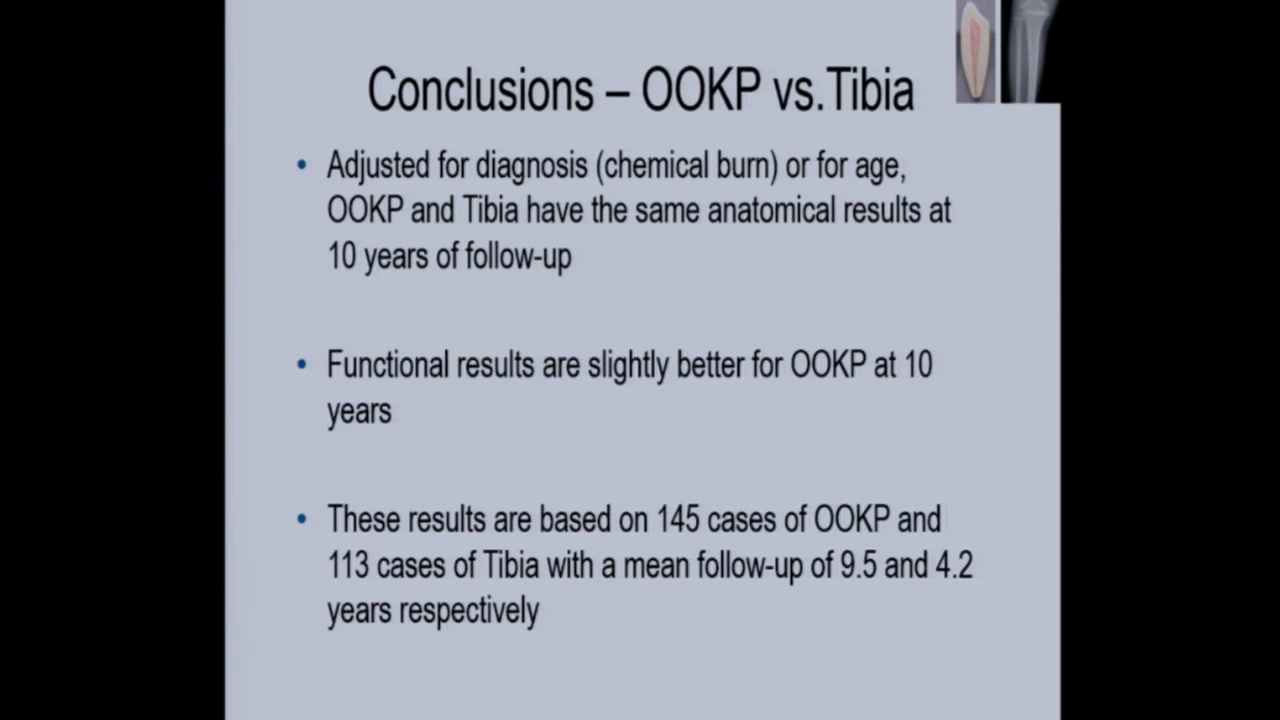 Conclusions – OOKP vs.Tibia
• Adjusted for diagnosis (chemical burn) or for age,
OOKP and Tibia have the same anatomical results at
10 years of follow-up
• Functional results are slightly better for OOKP at 10
years
• These results are based on 145 cases of OOKP and
113 cases of Tibia with a mean follow-up of 9.5 and 4.2
years respectively